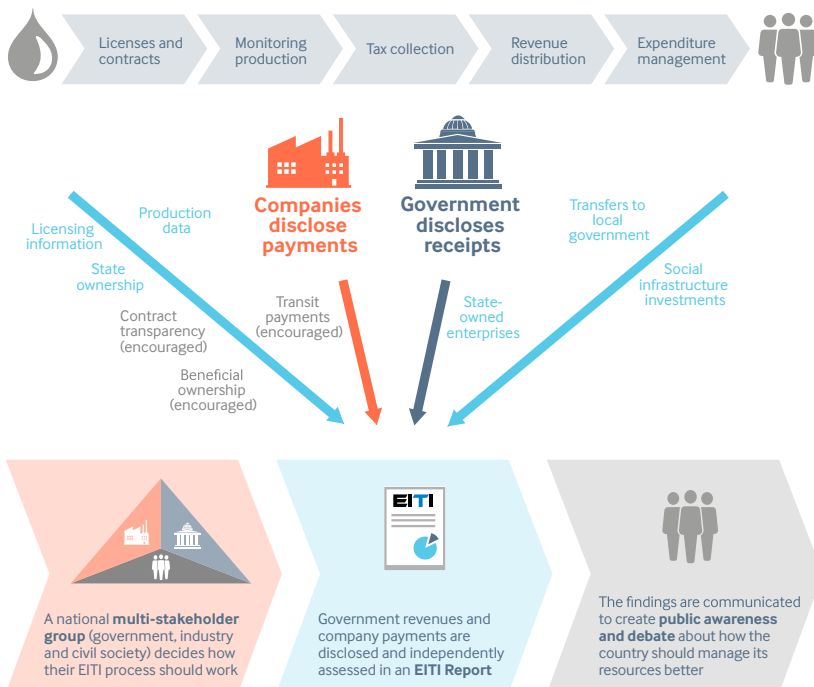 Licenses and
contracts
Monitoring
production
Tax collection
Revenue
distribution
Expenditure
management
Companies
disclose
payments
Government
discloses
receipts
Production
data
Licensing
information
State
ownership
Contract
transparency
(encouraged)
Beneficial
ownership
(encouraged)
Transit
payments
(encouraged)
State-
owned
enterprises
Transfers to
local
government
Social
infrastructure
investments
A national multi-stakeholder
group (government, industry
and civil society) decides how
their EITI process should work
EITI
Government revenues and
company payments are
disclosed and independently
assessed in an EITI Report
The findings are communicated
to create public awareness
and debate about how the
country should manage its
resources better